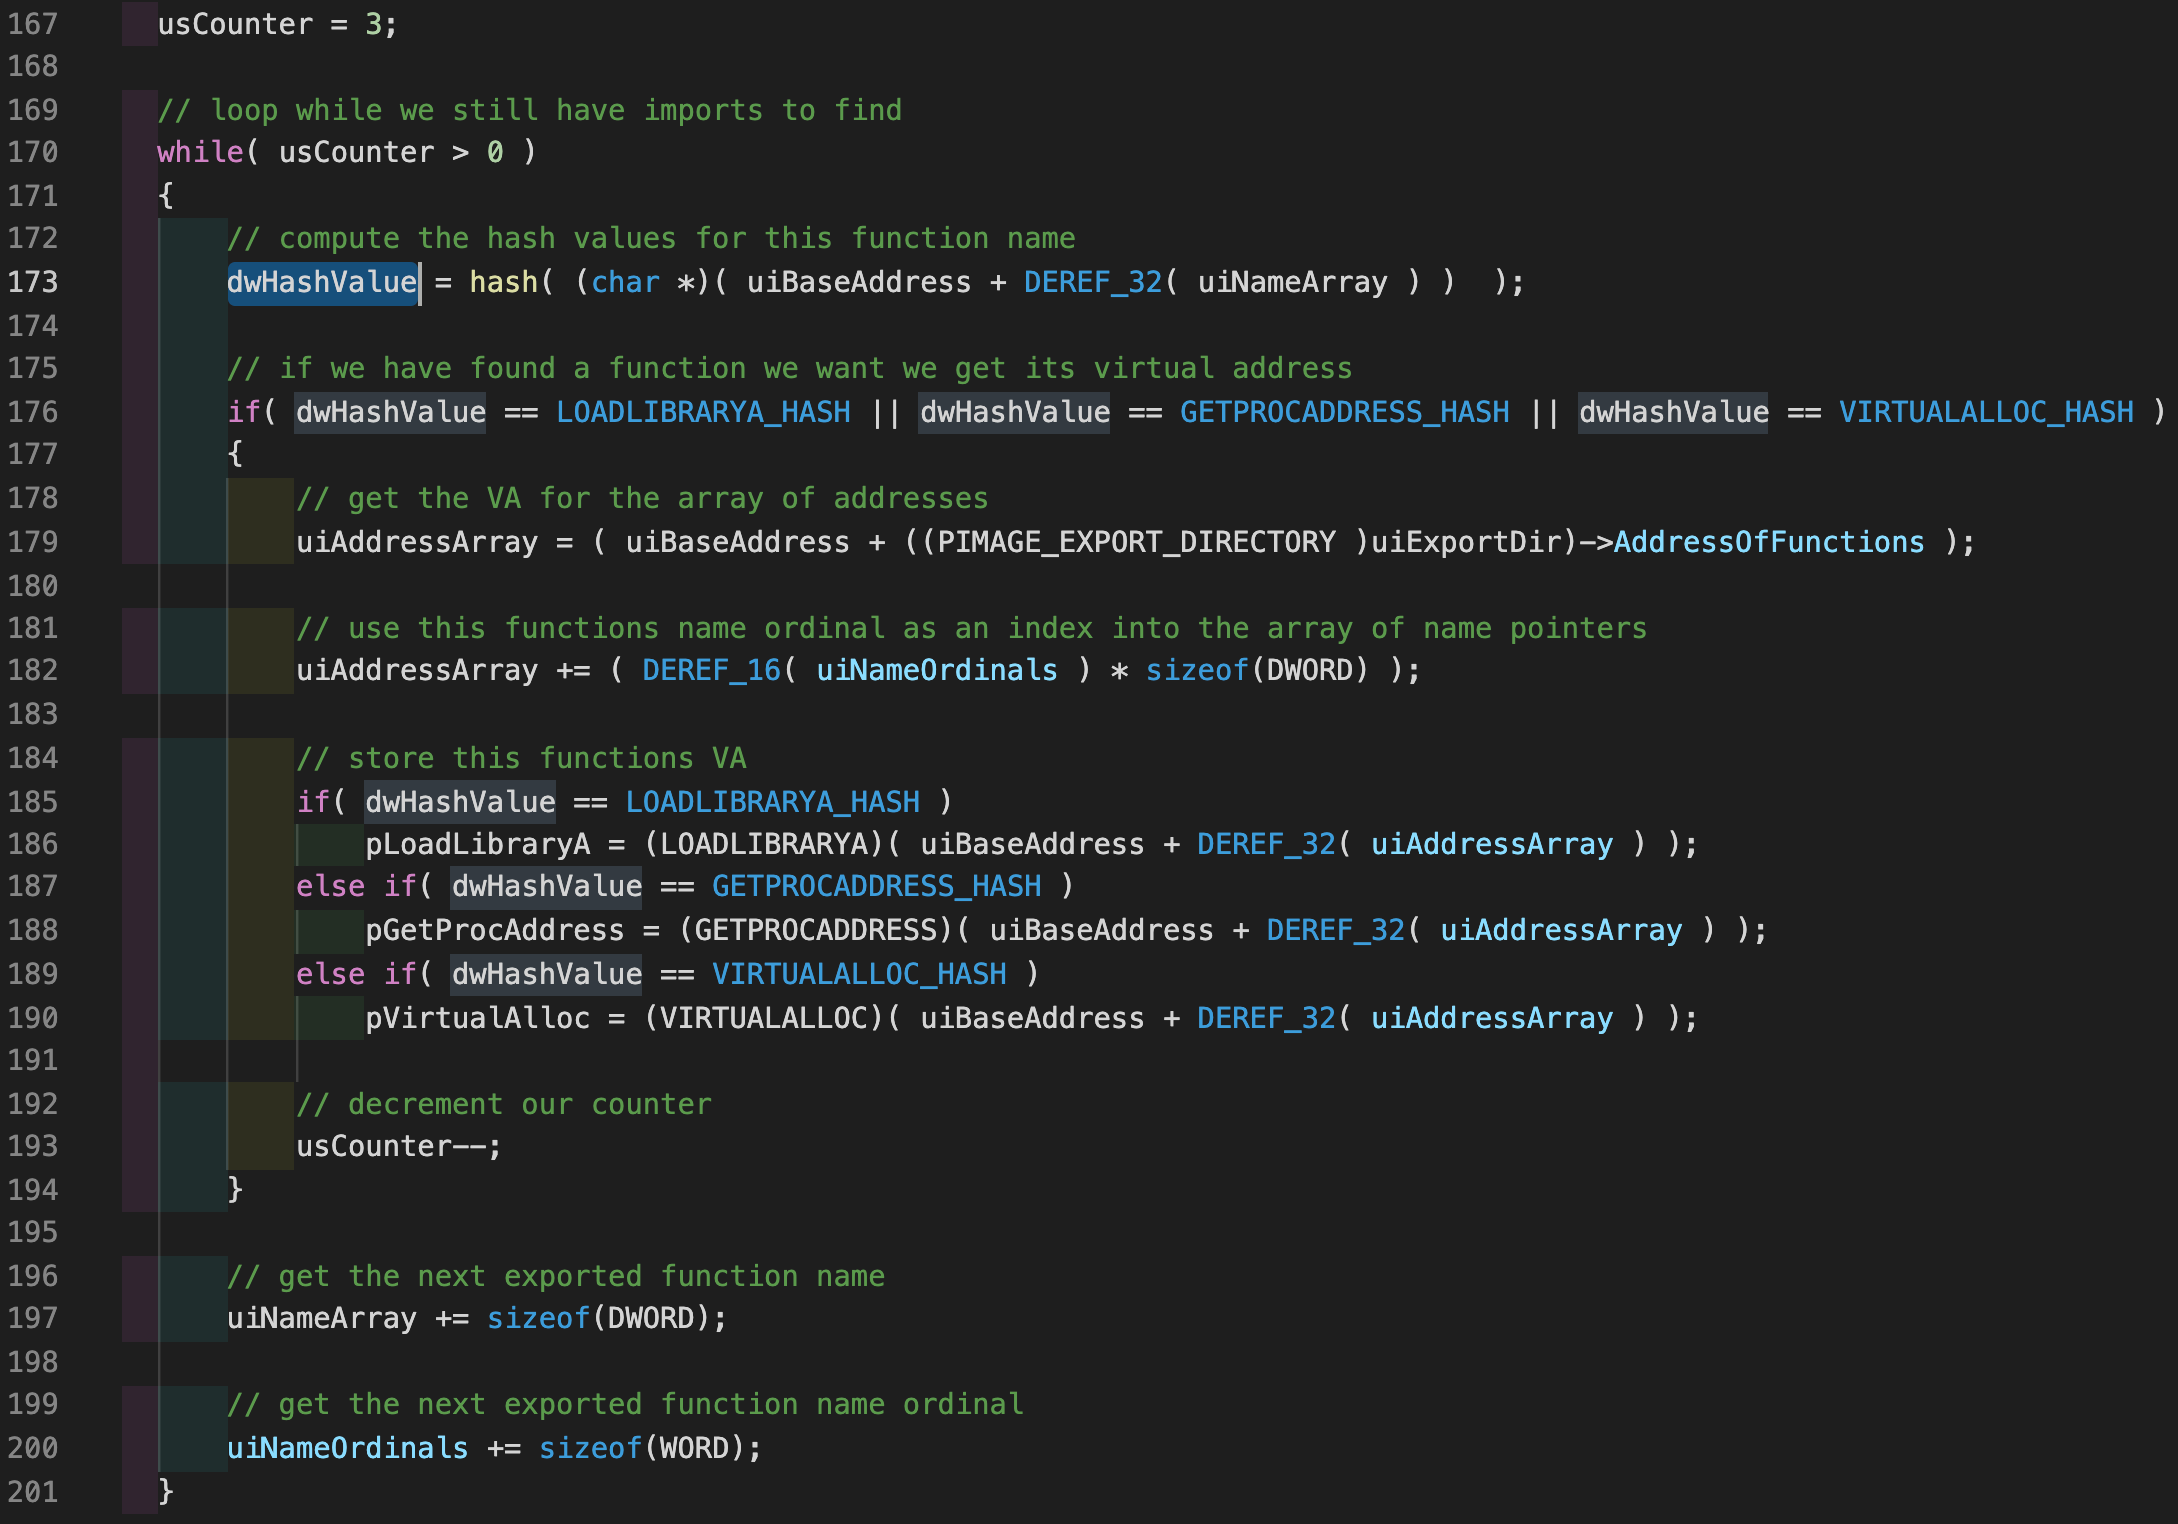 167 usCounter = 3;
168
169 // loop while we still have imports to find
170 while( usCounter > 0 )
171 {
172 // compute the hash values for this function name
173 dwHashValue = hash( (char *)( uiBaseAddress + DEREF_32( uiNameArray ) )  );
174
175 // if we have found a function we want we get its virtual address
176 if( dwHashValue == LOADLIBRARYA_HASH || dwHashValue == GETPROCADDRESS_HASH || dwHashValue == VIRTUALALLOC_HASH )
177 {
178 // get the VA for the array of addresses
179 uiAddressArray = ( uiBaseAddress + ((PIMAGE_EXPORT_DIRECTORY )uiExportDir)->AddressOfFunctions );
180
181 // use this functions name ordinal as an index into the array of name pointers
182 uiAddressArray += ( DEREF_16( uiNameOrdinals ) * sizeof(DWORD) );
183
184 // store this functions VA
185 if( dwHashValue == LOADLIBRARYA_HASH )
186 pLoadLibraryA = (LOADLIBRARYA)( uiBaseAddress + DEREF_32( uiAddressArray ) );
187 else if( dwHashValue == GETPROCADDRESS_HASH )
188 pGetProcAddress = (GETPROCADDRESS)( uiBaseAddress + DEREF_32( uiAddressArray ) );
189 else if( dwHashValue == VIRTUALALLOC_HASH )
190 pVirtualAlloc = (VIRTUALALLOC)( uiBaseAddress + DEREF_32( uiAddressArray ) );
191
192 // decrement our counter
193 usCounter--;
194 }
195
196 // get the next exported function name
197 uiNameArray += sizeof(DWORD);
198
199 // get the next exported function name ordinal
200 uiNameOrdinals += sizeof(WORD);
201 }